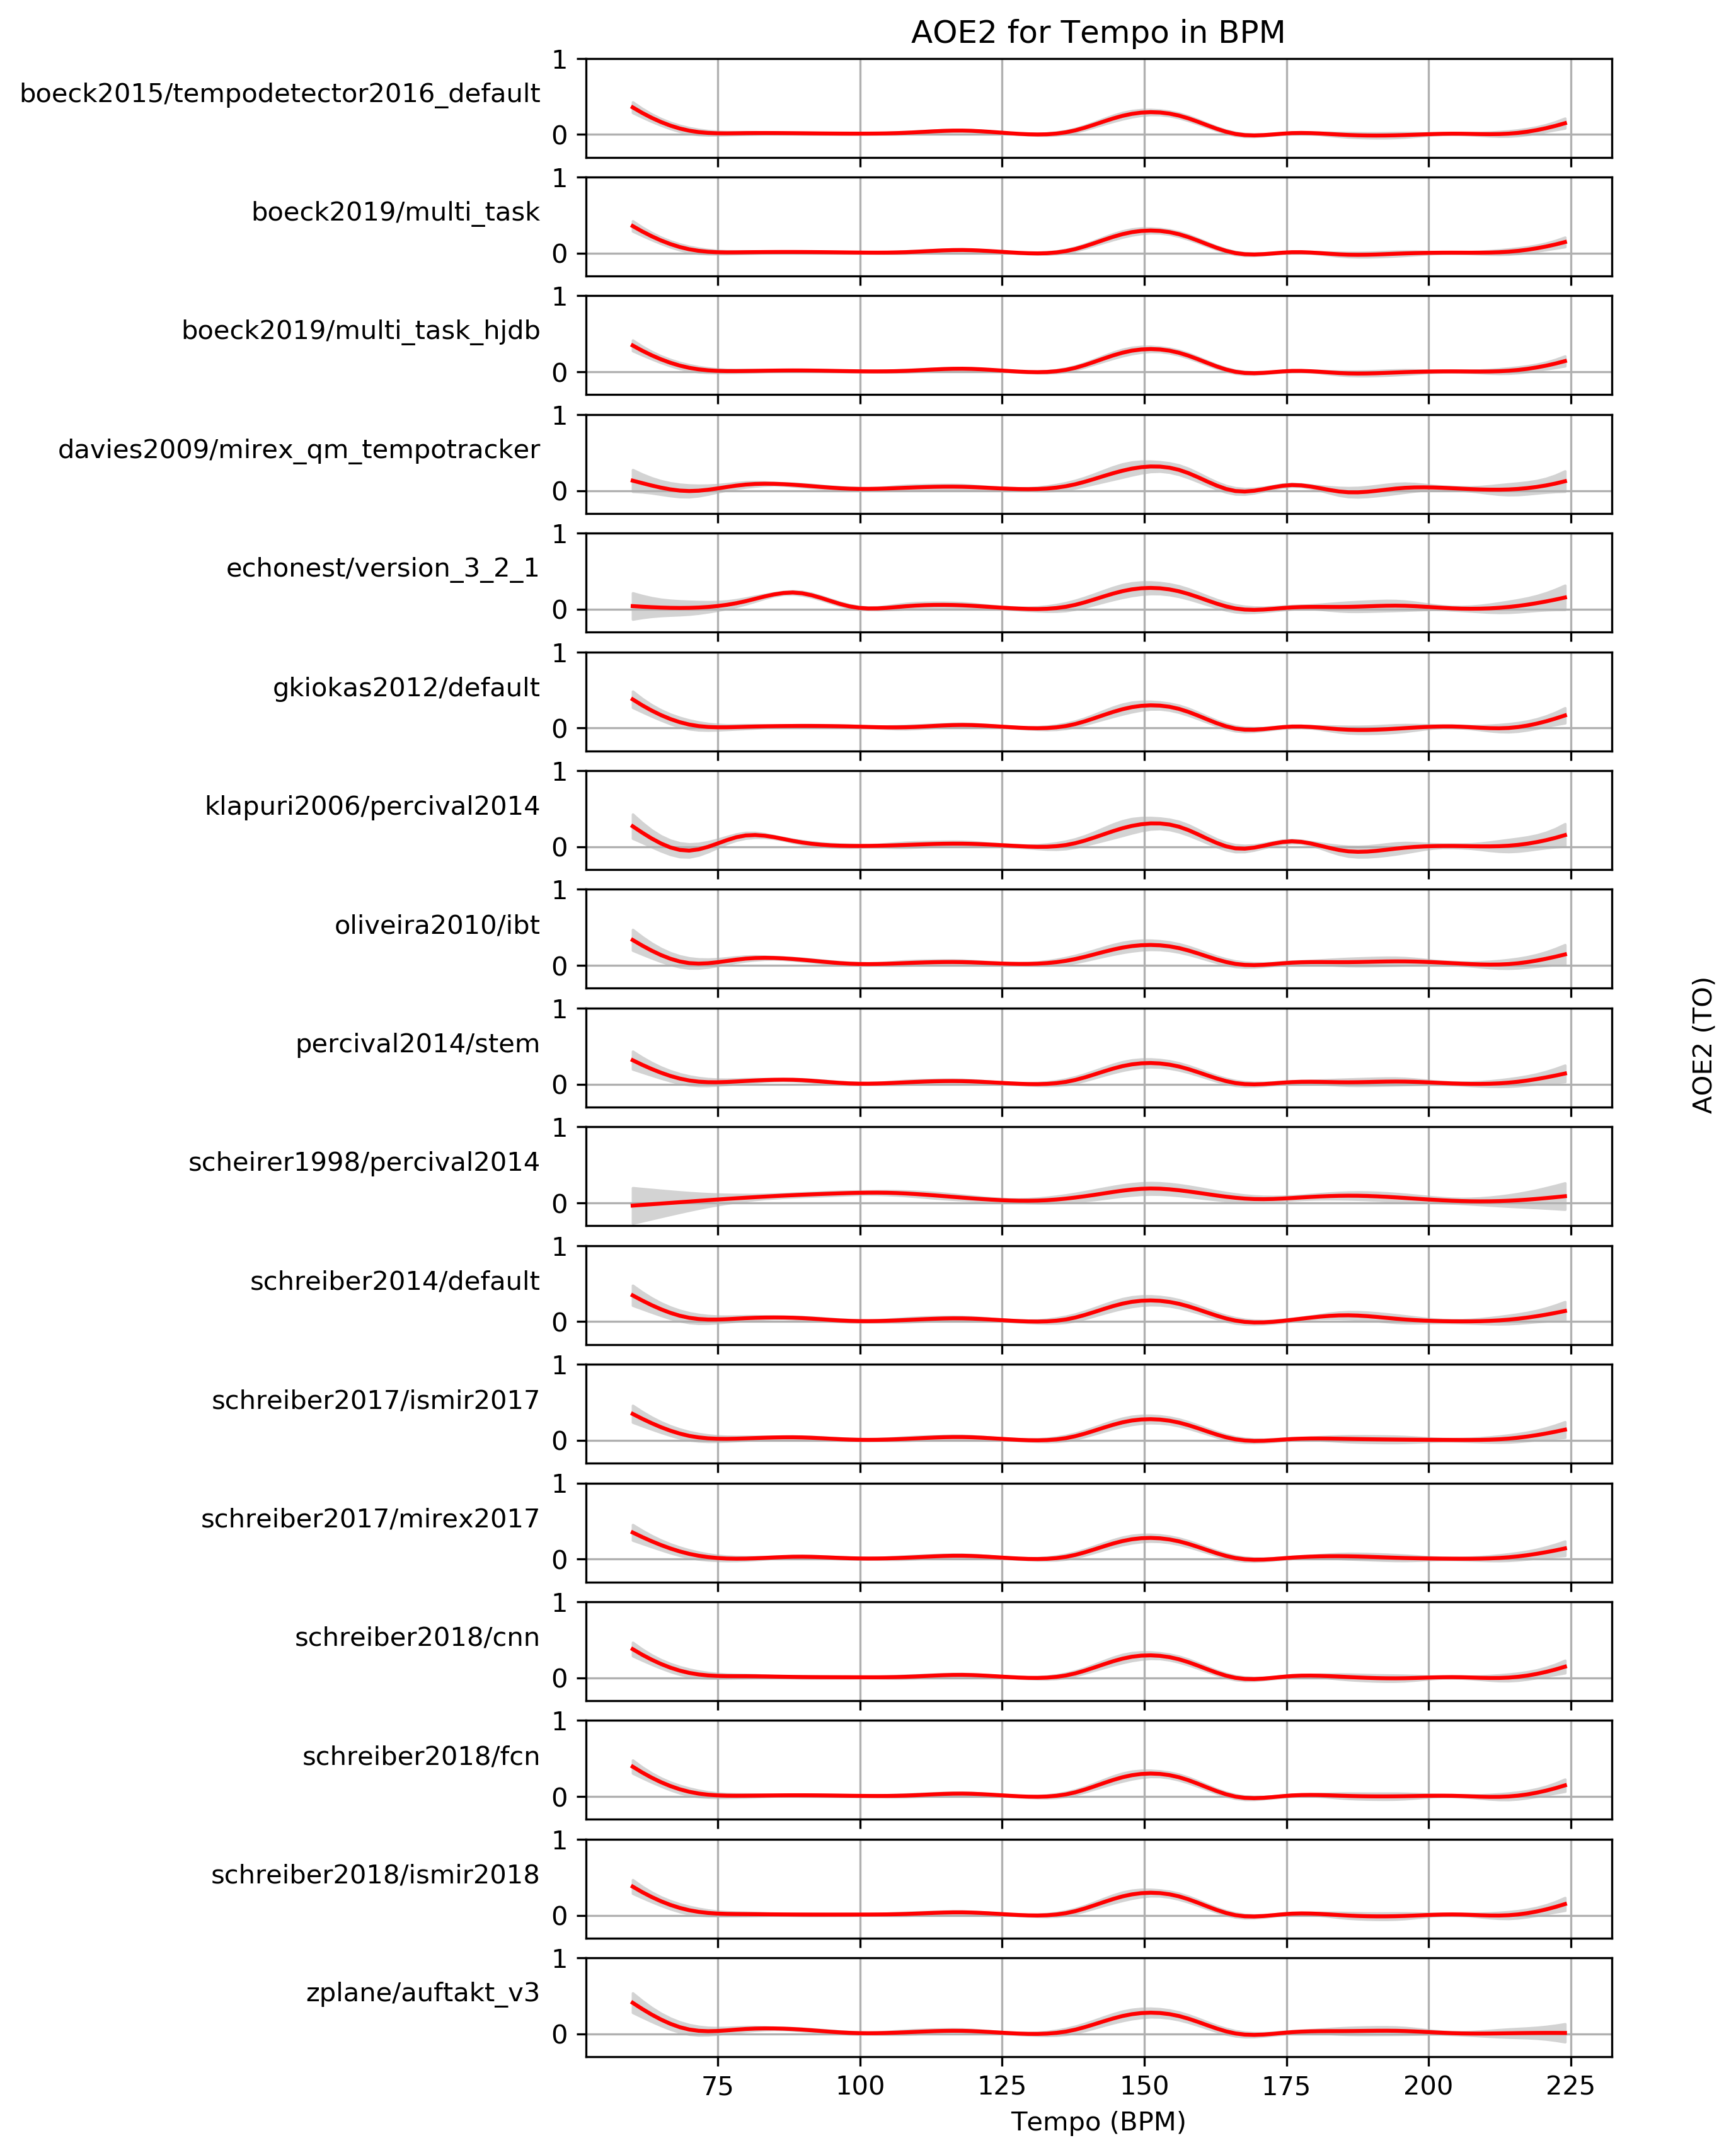 AOE2 for Tempo in BPM
1
boeck2015/tempodetector2016_default
0
1
boeck2019/multi_task
0
1
boeck2019/multi_task_hjdb
0
1
davies2009/mirex_qm_tempotracker
0
1
echonest/version_3_2_1
0
1
gkiokas2012/default
0
1
klapuri2006/percival2014
0
1
oliveira2010/ibt
0
1
percival2014/stem
0
AOE2 (TO)
1
scheirer1998/percival2014
0
1
schreiber2014/default
0
1
schreiber2017/ismir2017
0
1
schreiber2017/mirex2017
0
1
schreiber2018/cnn
0
1
schreiber2018/fcn
0
1
schreiber2018/ismir2018
0
1
zplane/auftakt_v3
0
75 100 125 150 175 200 225
Tempo (BPM)